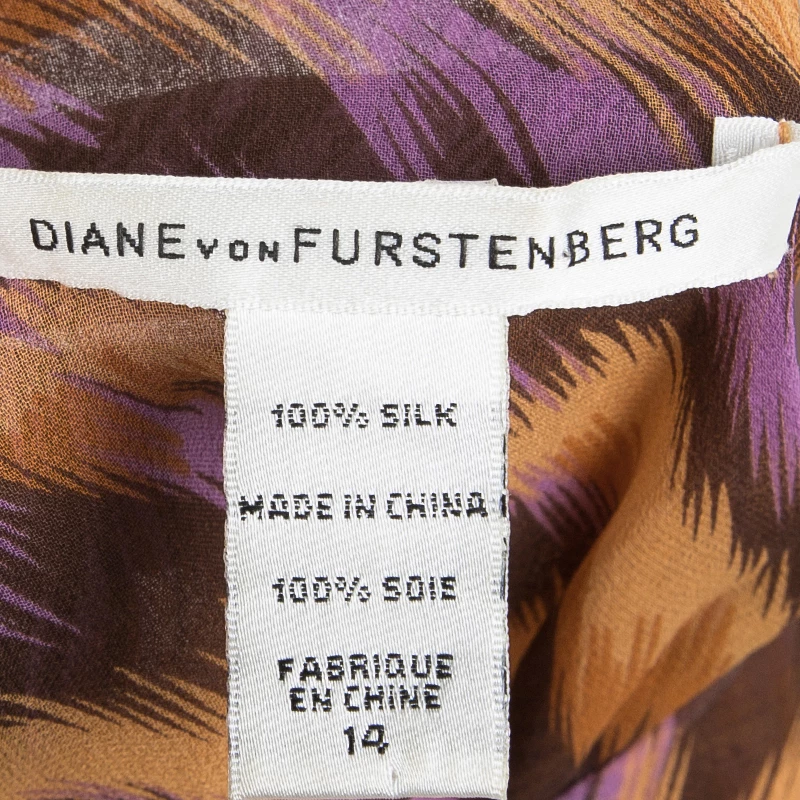 DIANE VON FURSTENBERG
100% SILK
MADE IN CHINA
100% SOIE
FABRIQUE
EN CHINE
14